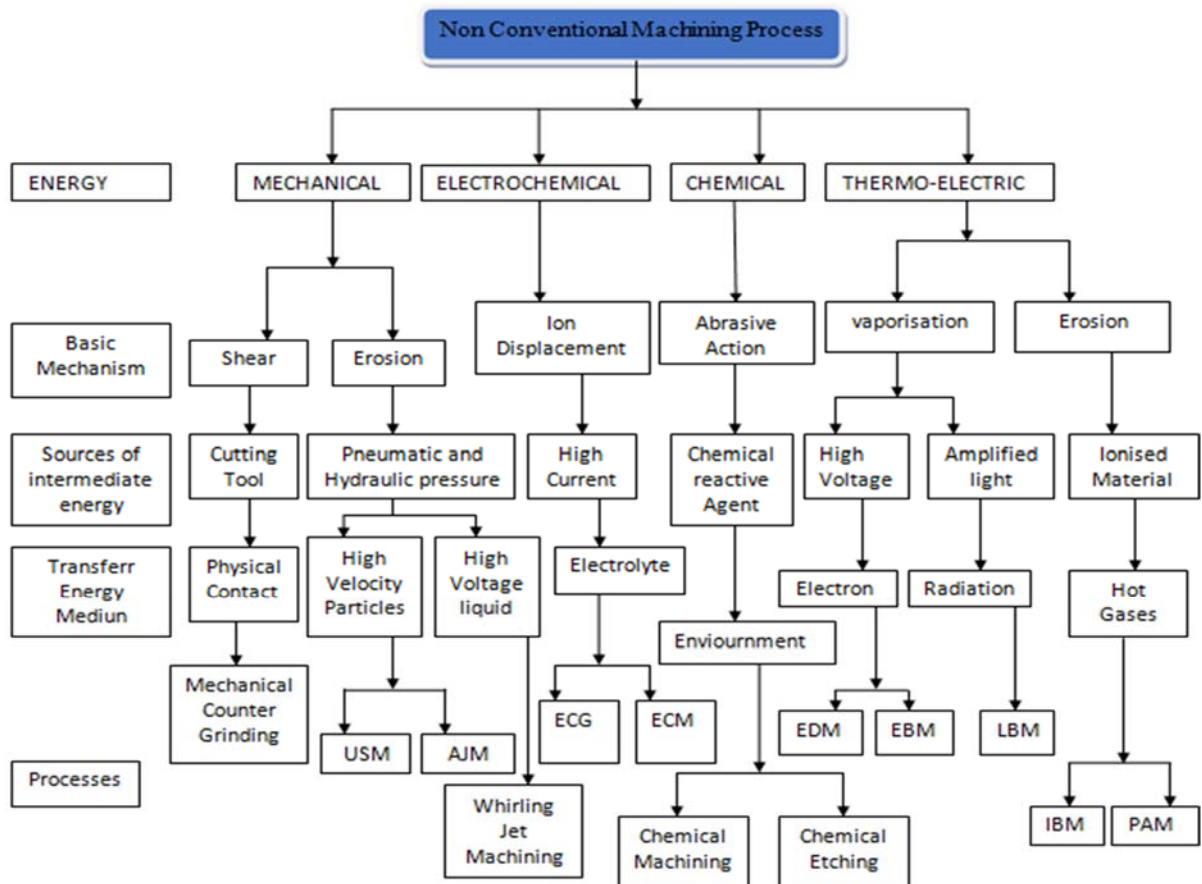 Non Conventional Machining Process
ENERGY
MECHANICAL
ELECTROCHEMICAL
CHEMICAL
THERMO-ELECTRIC
Basic
Mechanism
Shear
Erosion
Ion
Displacement
Abrasive
Action
vaporisation
Erosion
Sources of
intermediate
energy
Cutting
Tool
Pneumatic and
Hydraulic pressure
High
Current
Chemical
reactive
Agent
High
Voltage
Amplified
light
Ionised
Material
Transferr
Energy
Mediun
Physical
Contact
High
Velocity
Particles
High
Voltage
liquid
Electrolyte
Enviournment
Electron
Radiation
Hot
Gases
Mechanical
Counter
Grinding
USM
AJM
ECG
ECM
EDM
EBM
LBM
Processes
Whirling
Jet
Machining
Chemical
Machining
Chemical
Etching
IBM
PAM